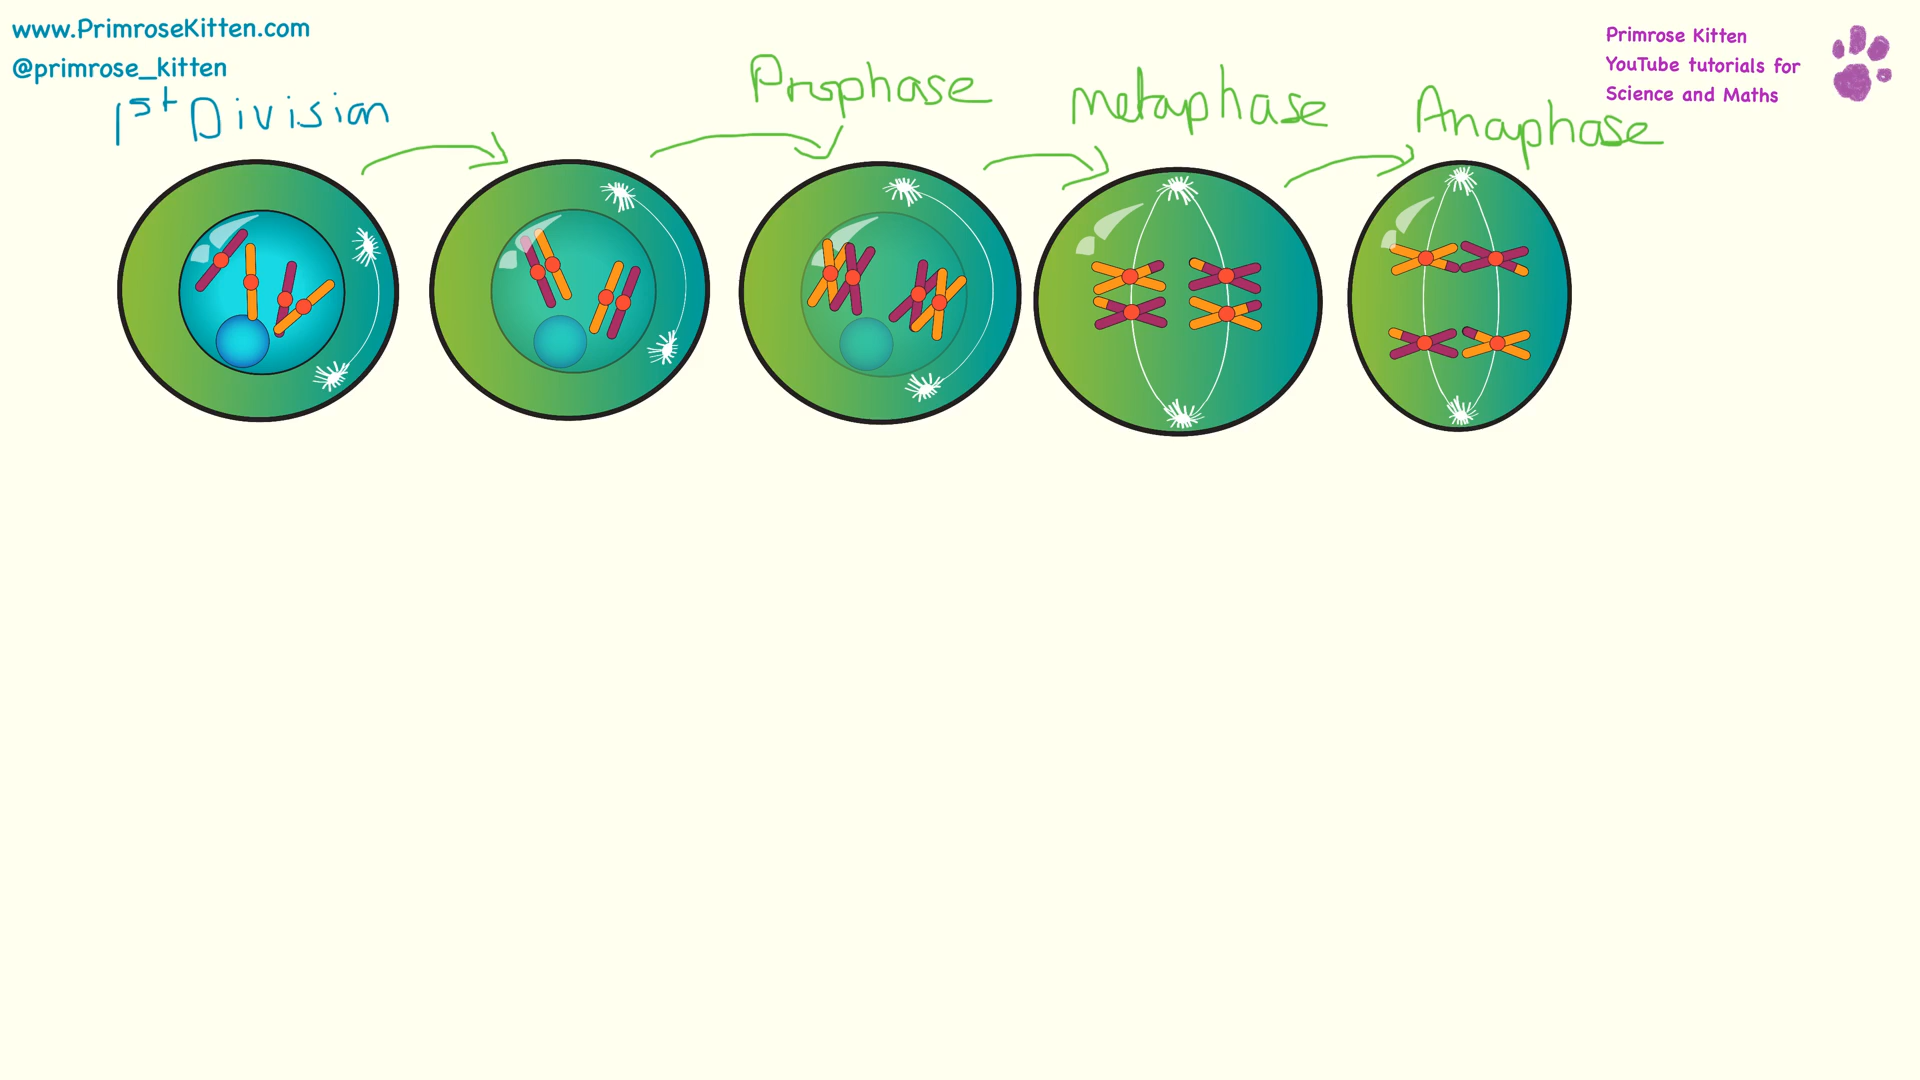 www.PrimroseKitten.com
@primrose_kitten
Primrose Kitten
YouTube tutorials for
Science and Maths
1st Division
Prophase
metaphase
Anaphase